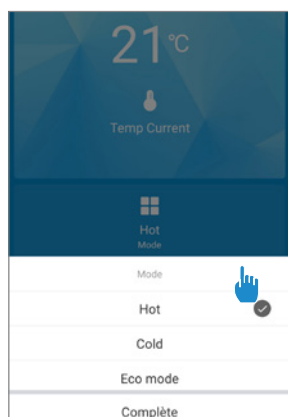 21°C
Temp Current
Hot
Mode
Mode
Hot
Cold
Eco mode
Complète